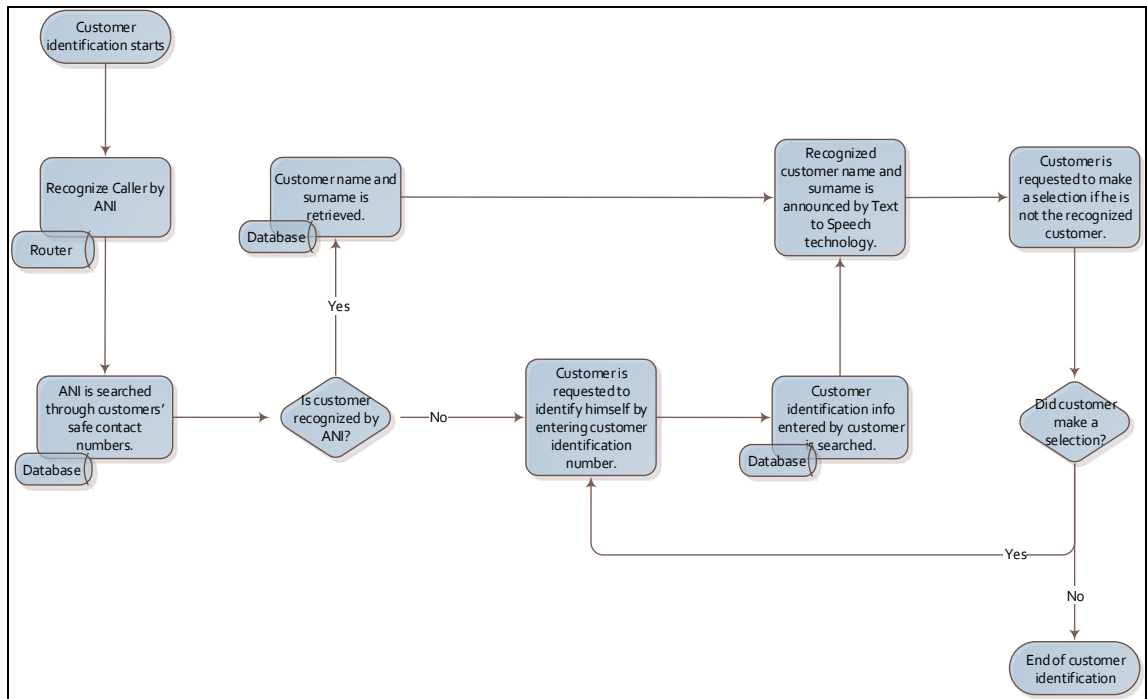 Customer
identification starts
Recognize Caller by
ANI
Router
ANI is searched
through customers'
safe contact
numbers.
Database
Is customer
recognized by
ANI?
Yes
Customer name and
surname is
retrieved.
Database
No
Customer is
requested to
identify himself by
entering customer
identification
number.
Customer
identification info
entered by customer
is searched.
Database
Recognized
customer name and
surname is
announced by Text
to Speech
technology.
Customer is
requested to make
a selection if he is
not the recognized
customer.
Did customer
make a
selection?
Yes
No
End of customer
identification